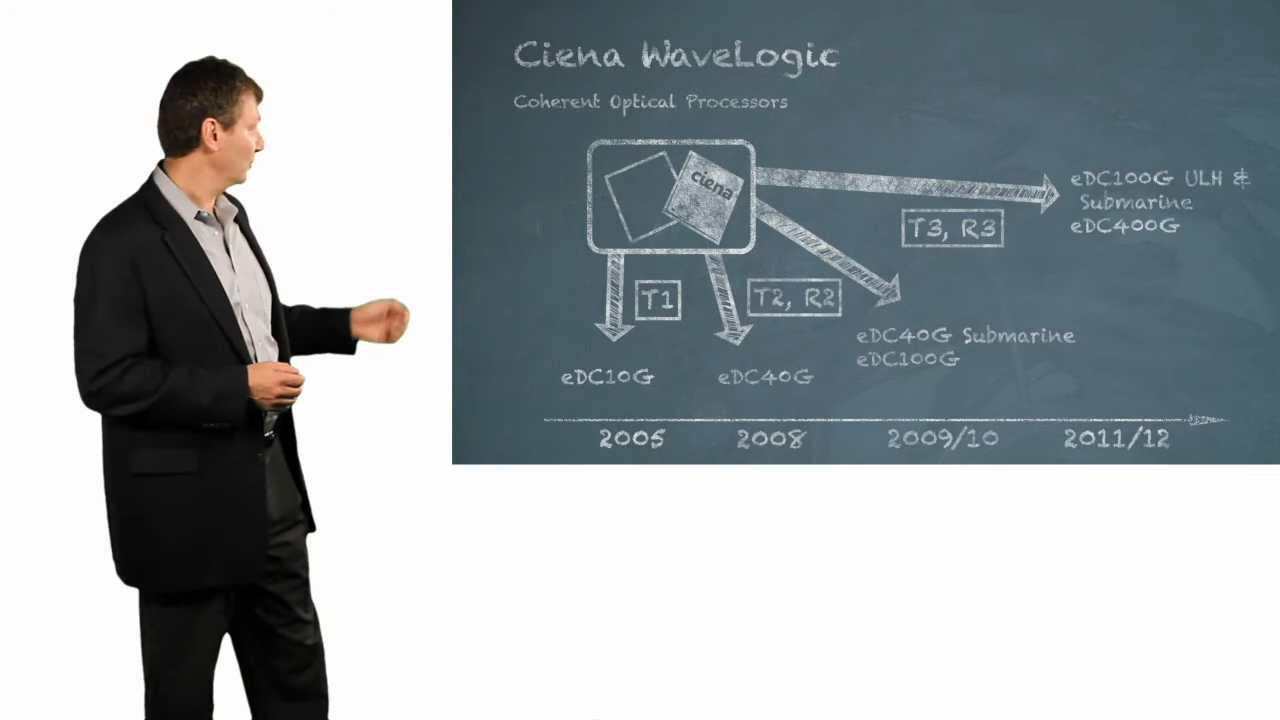 Ciena WaveLogic
Coherent Optical Processors
ciena
eDC100G ULH &
Submarine
eDC400G
T3, R3
T1
T2, R2
eDC40G Submarine
eDC100G
eDC10G
eDC40G
2005
2008
2009/10
2011/12